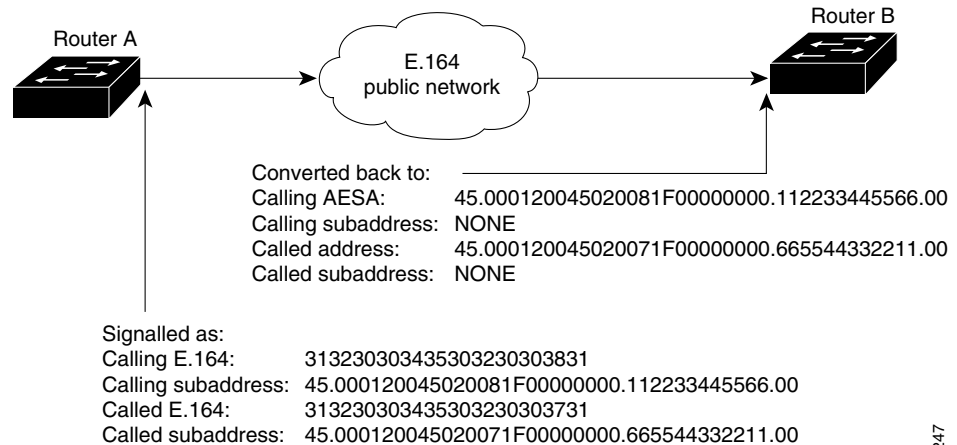 Router A
Router B
E.164
public network
Converted back to:
Calling AESA: 45.000120045020081F00000000.112233445566.00
Calling subaddress: NONE
Called address: 45.000120045020071F00000000.665544332211.00
Called subaddress: NONE
Signalled as:
Calling E.164: 313230303435303230303831
Calling subaddress: 45.000120045020081F00000000.112233445566.00
Called E.164: 313230303435303230303731
Called subaddress: 45.000120045020071F00000000.665544332211.00
247